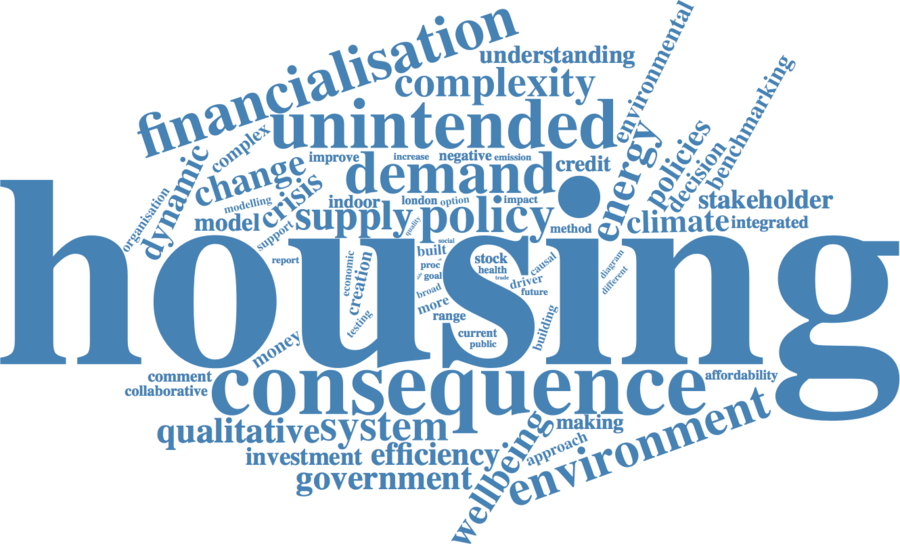 financialisation
understanding
environmental
complexity
benchmarking
unintended
complex
energy
policies
decision
dynamic
change
improve
increase
negative
emission
demand
credit
organisation
modelling
crisis
indoor
london
option
impact
stakeholder
model
support
supply
quality
policy
method
climate
integrated
housing
report
economic
creation
testing
social
built
proc
goal
broad
more
range
stock
health
trade
driver
causal
future
current
public
building
diagram
different
money
comment
collaborative
consequence
affordability
qualitative
system
making
investment
efficiency
wellbeing
approach
environment
government